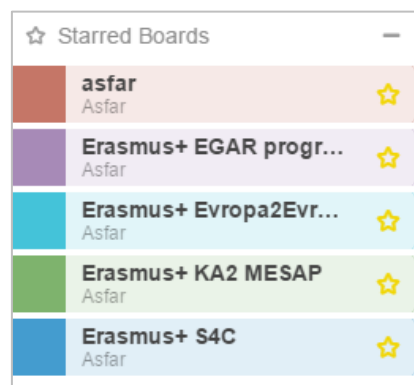 Starred Boards
asfar
Asfar
Erasmus+ EGAR progr...
Asfar
Erasmus+ Evropa2Evr...
Asfar
Erasmus+ KA2 MESAP
Asfar
Erasmus+ S4C
Asfar